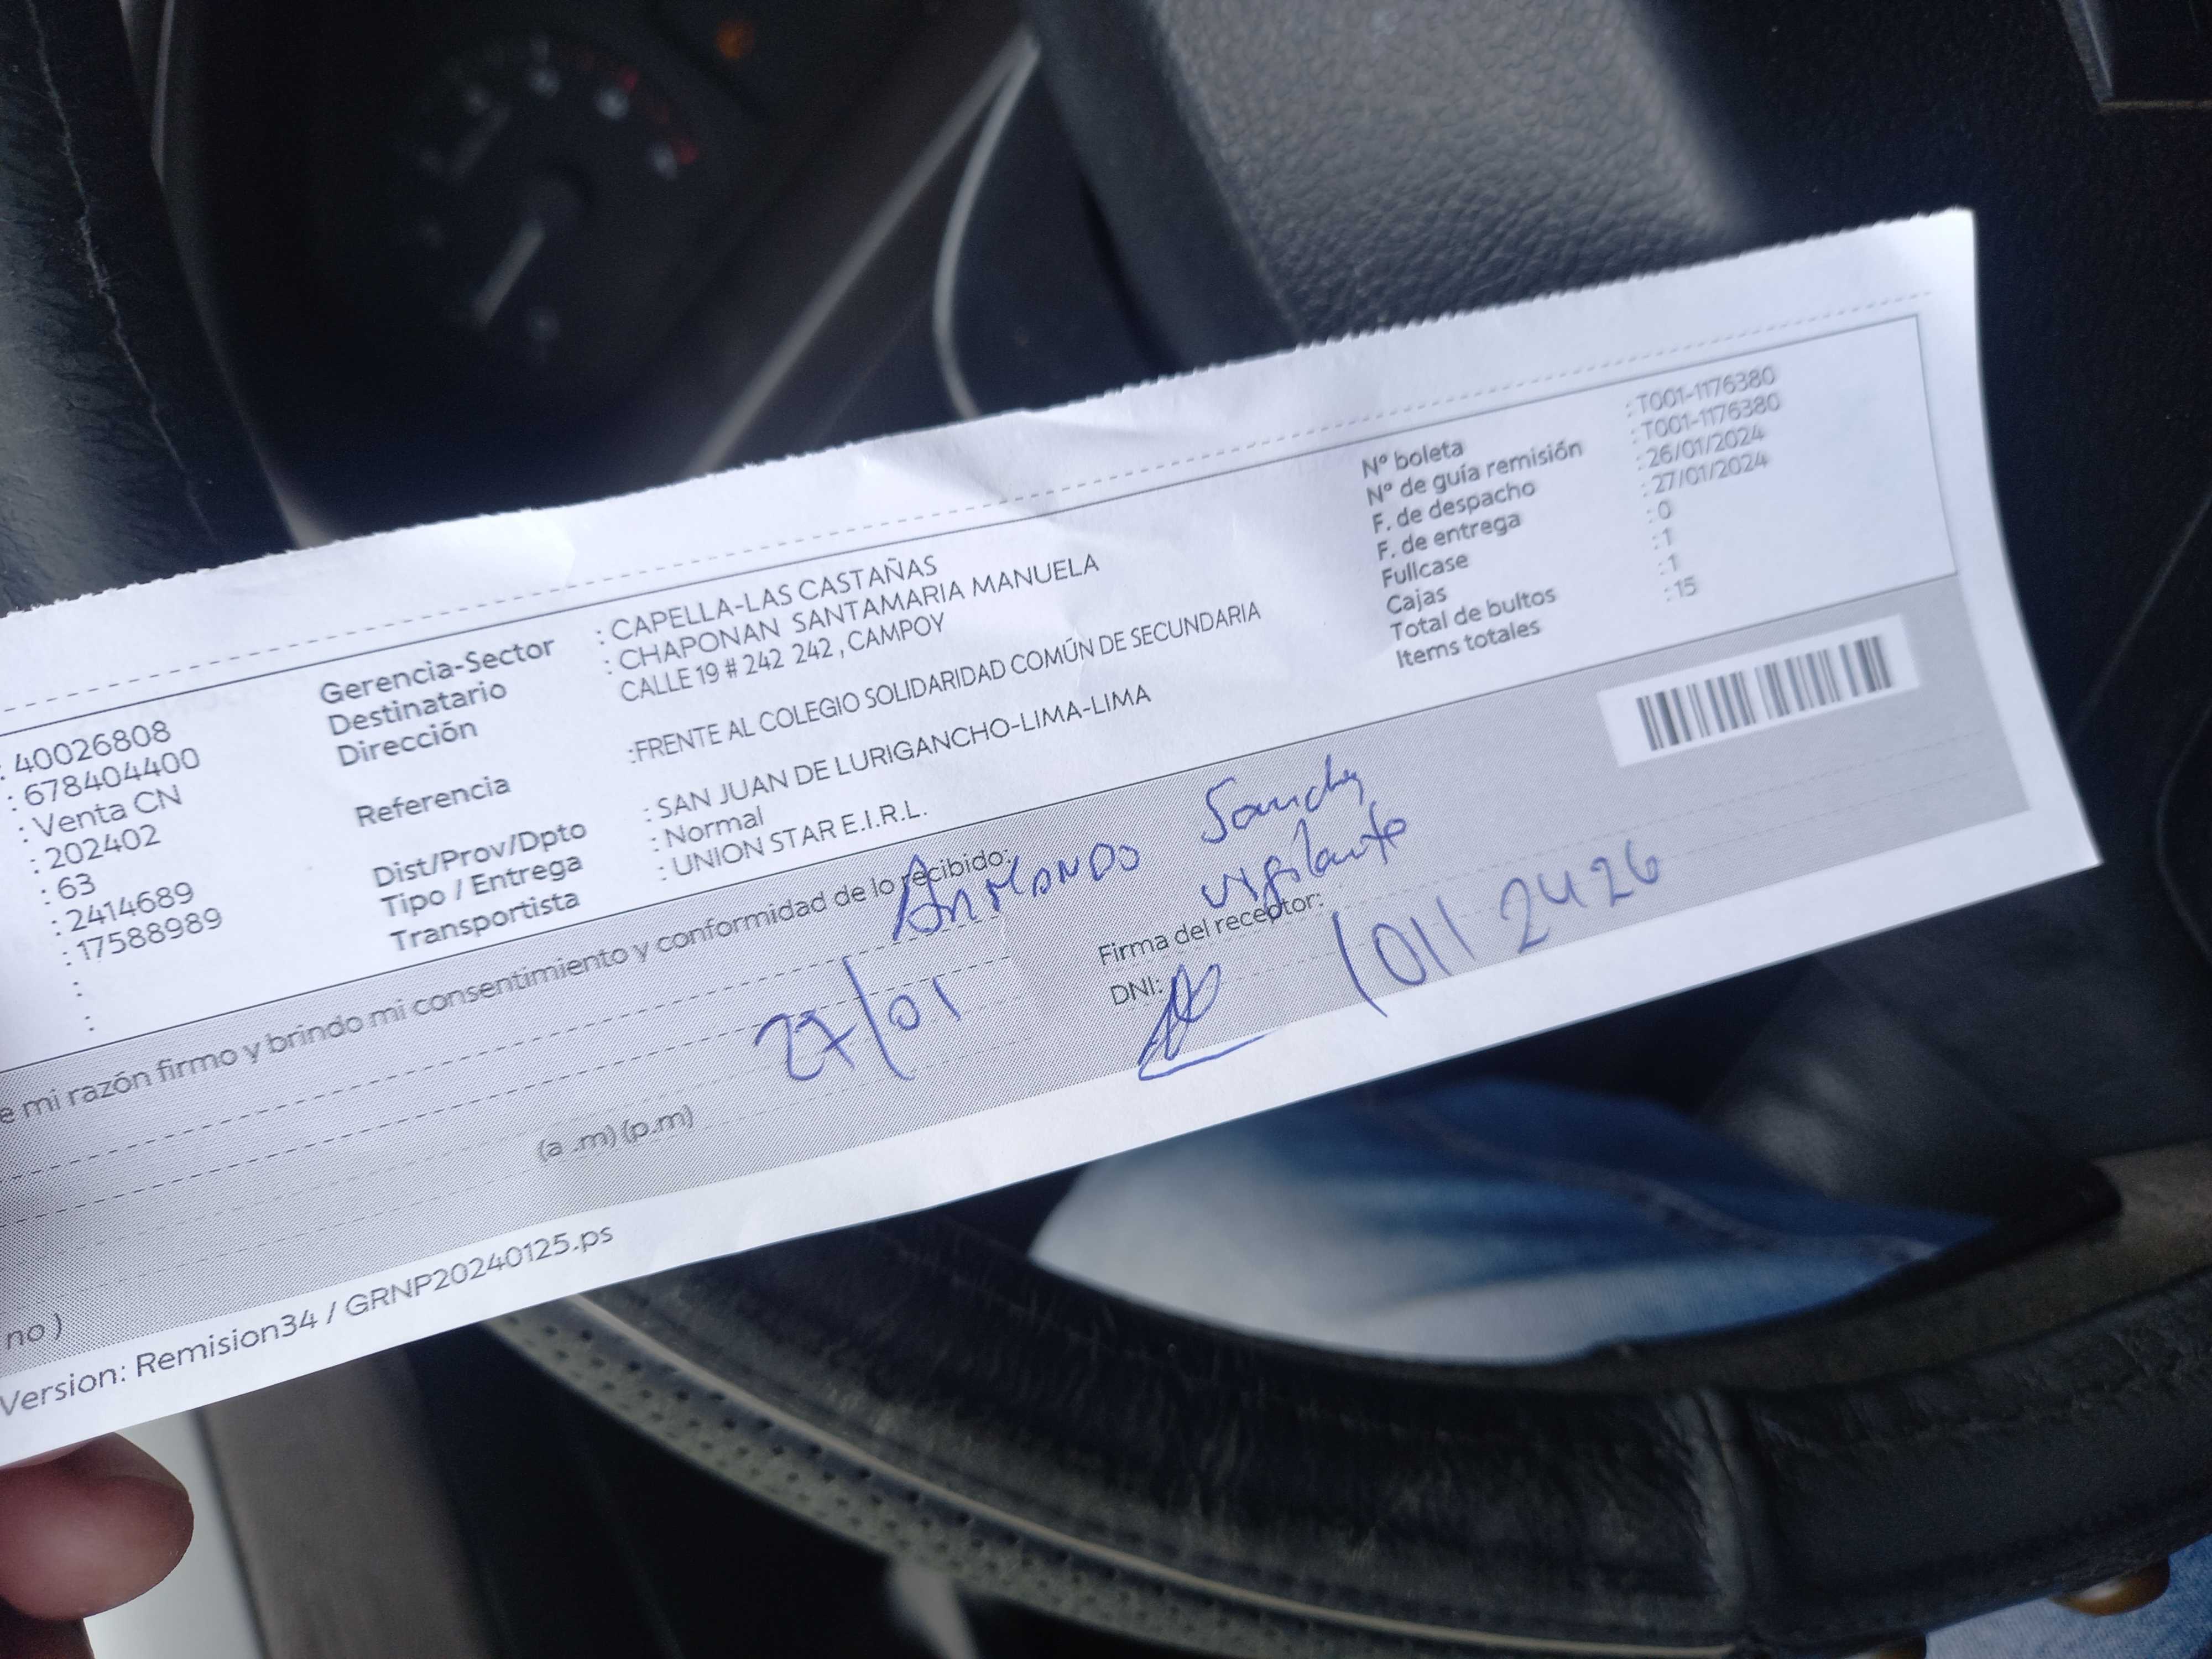 : 40026808
: 678404400
: Venta CN
: 202402
: 63
: 2414689
: 17588989
:
:
Gerencia-Sector : CAPELLA-LAS CASTAÑAS
Destinatario : CHAPONAN SANTAMARIA MANUELA
Dirección CALLE 19 # 242 242 , CAMPOY
Referencia :FRENTE AL COLEGIO SOLIDARIDAD COMÚN DE SECUNDARIA
Dist/Prov/Dpto : SAN JUAN DE LURIGANCHO-LIMA-LIMA
Tipo / Entrega : Normal
Transportista : UNION STAR E.I.R.L.
Nº boleta : T001-1176380
Nº de guía remisión : T001-1176380
F. de despacho : 26/01/2024
F. de entrega : 27/01/2024
Fullcase : 0
Cajas : 1
Total de bultos : 1
Items totales : 15
e mi razón firmo y brindo mi consentimiento y conformidad de lo recibido:
ARMANDO Sanchez
vigilante
Firma del receptor:
DNI: 10112426
27/01
(a .m) (p.m)
no )
Version: Remision34 / GRNP20240125.ps